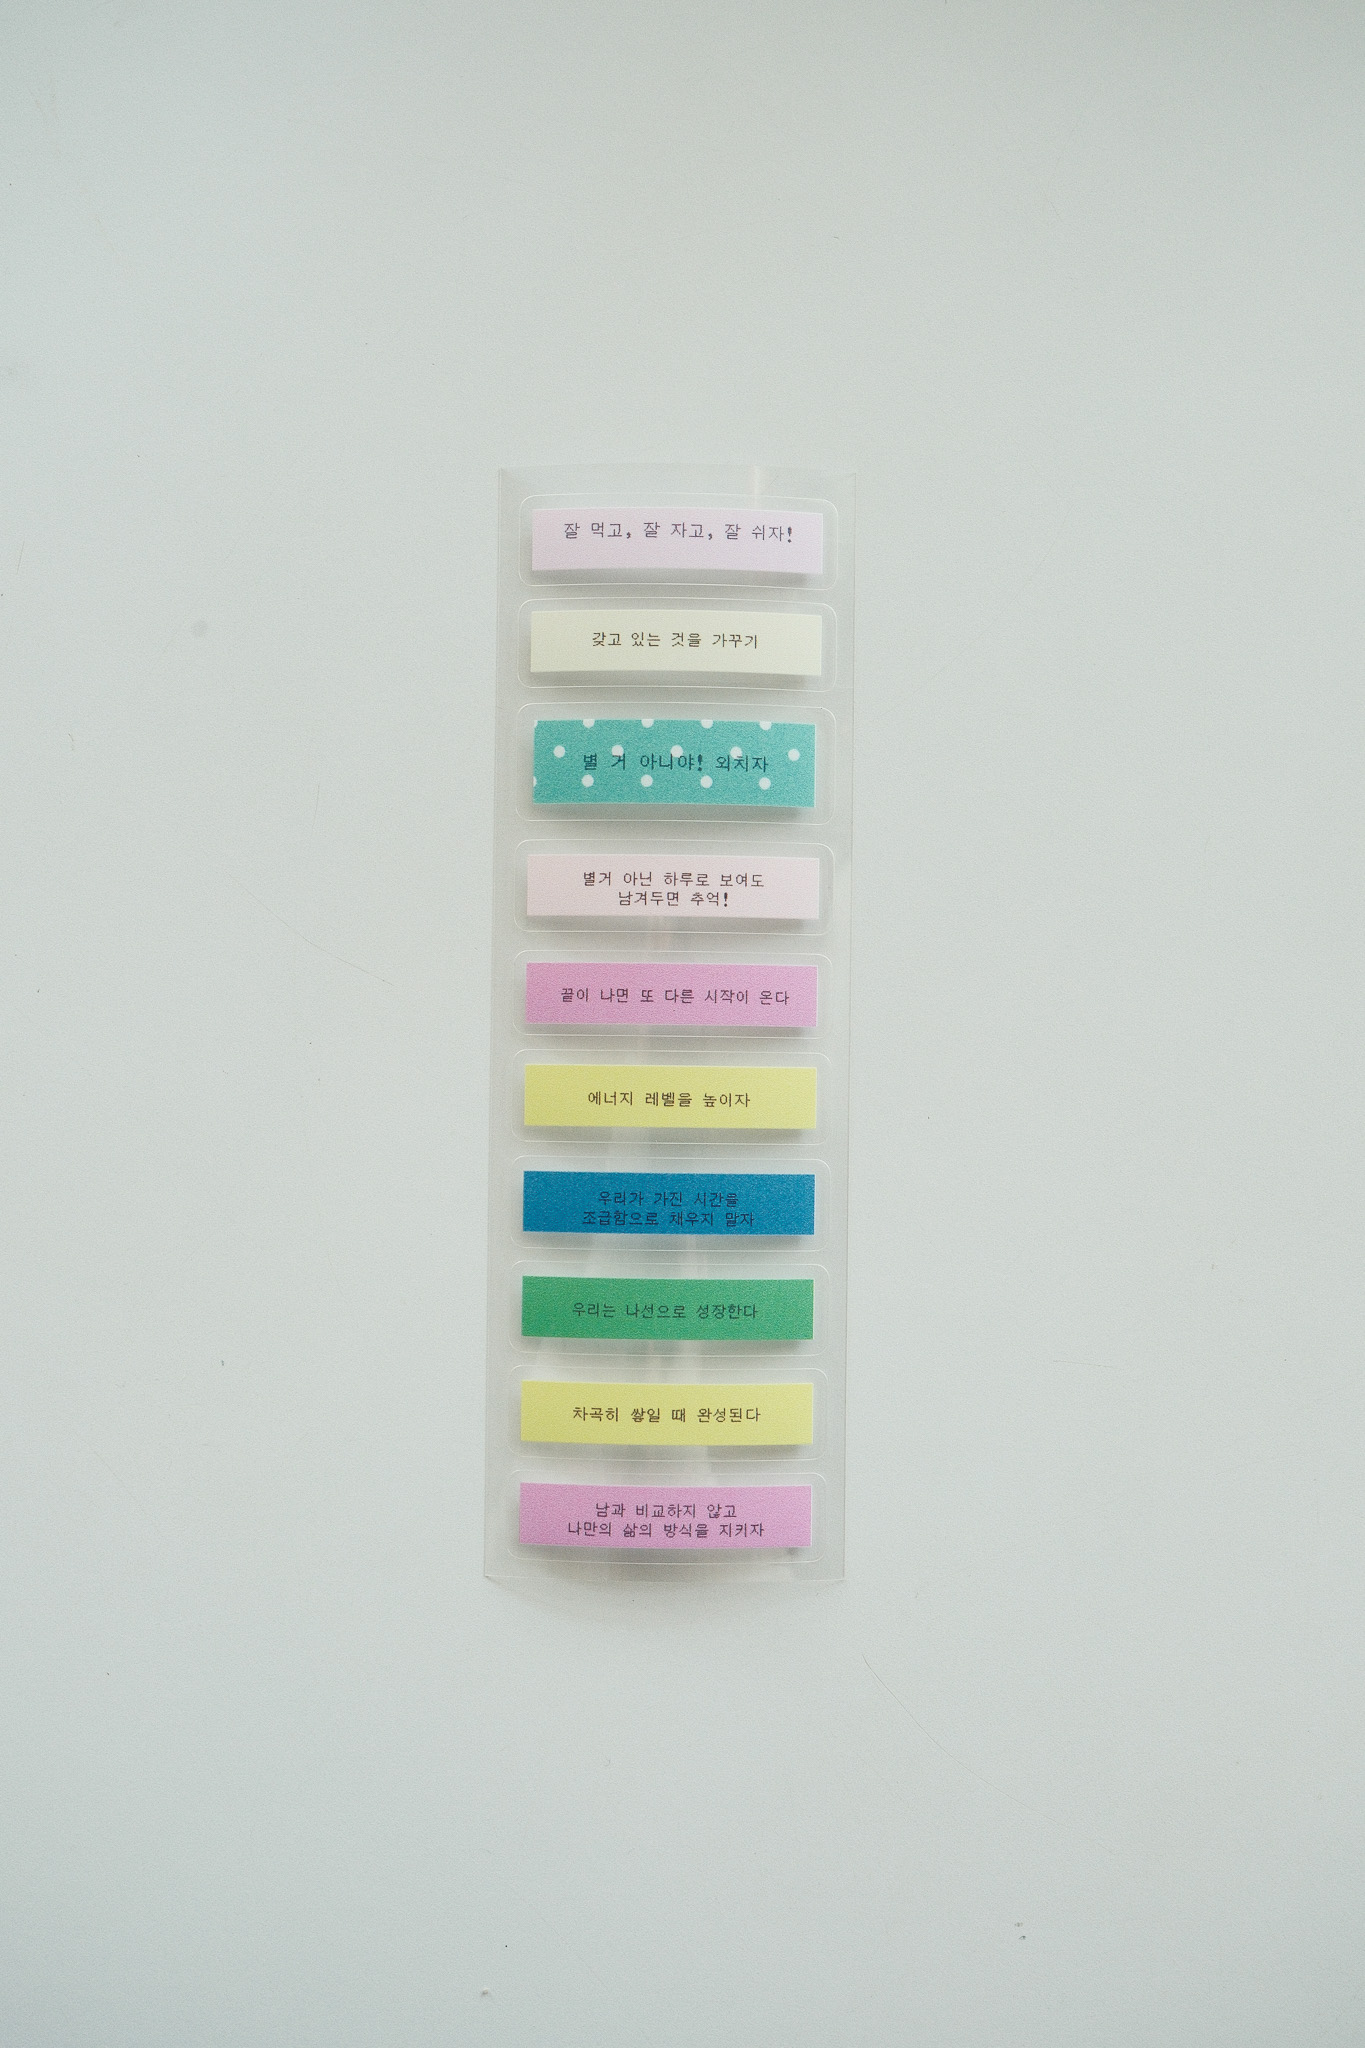 잘 먹고, 잘 자고, 잘 쉬자!
갖고 있는 것을 가꾸기
별 거 아니야! 외치자
별거 아닌 하루로 보여도
남겨두면 추억!
끝이 나면 또 다른 시작이 온다
에너지 레벨을 높이자
우리가 가진 시간을
조급함으로 채우지 말자
우리는 나선으로 성장한다
차곡히 쌓일 때 완성된다
남과 비교하지 않고
나만의 삶의 방식을 지키자